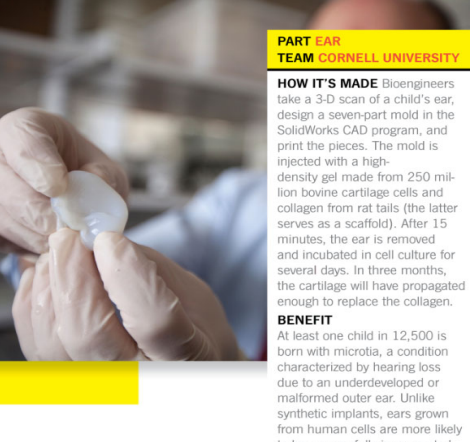 PART EAR
TEAM CORNELL UNIVERSITY
HOW IT'S MADE Bioengineers
take a 3-D scan of a child's ear,
design a seven-part mold in the
SolidWorks CAD program, and
print the pieces. The mold is
injected with a high-
density gel made from 250 mil-
lion bovine cartilage cells and
collagen from rat tails (the latter
serves as a scaffold). After 15
minutes, the ear is removed
and incubated in cell culture for
several days. In three months,
the cartilage will have propagated
enough to replace the collagen.
BENEFIT
At least one child in 12,500 is
born with microtia, a condition
characterized by hearing loss
due to an underdeveloped or
malformed outer ear. Unlike
synthetic implants, ears grown
from human cells are more likely